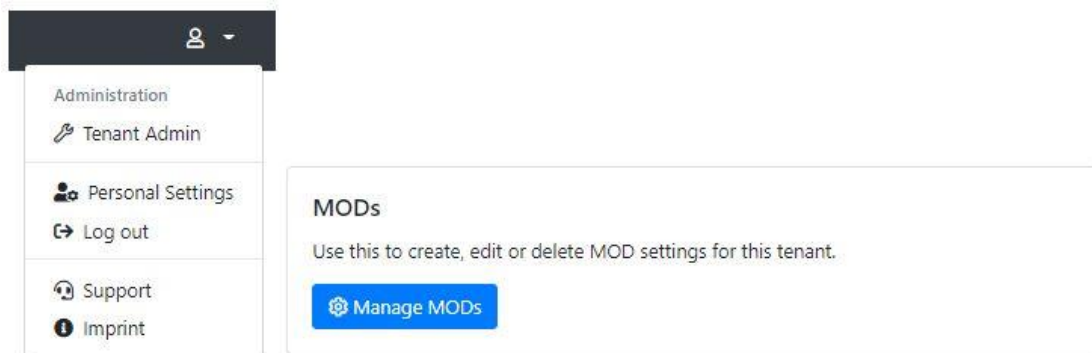 Administration
Tenant Admin
Personal Settings
Log out
Support
Imprint
MODs
Use this to create, edit or delete MOD settings for this tenant.
Manage MODs